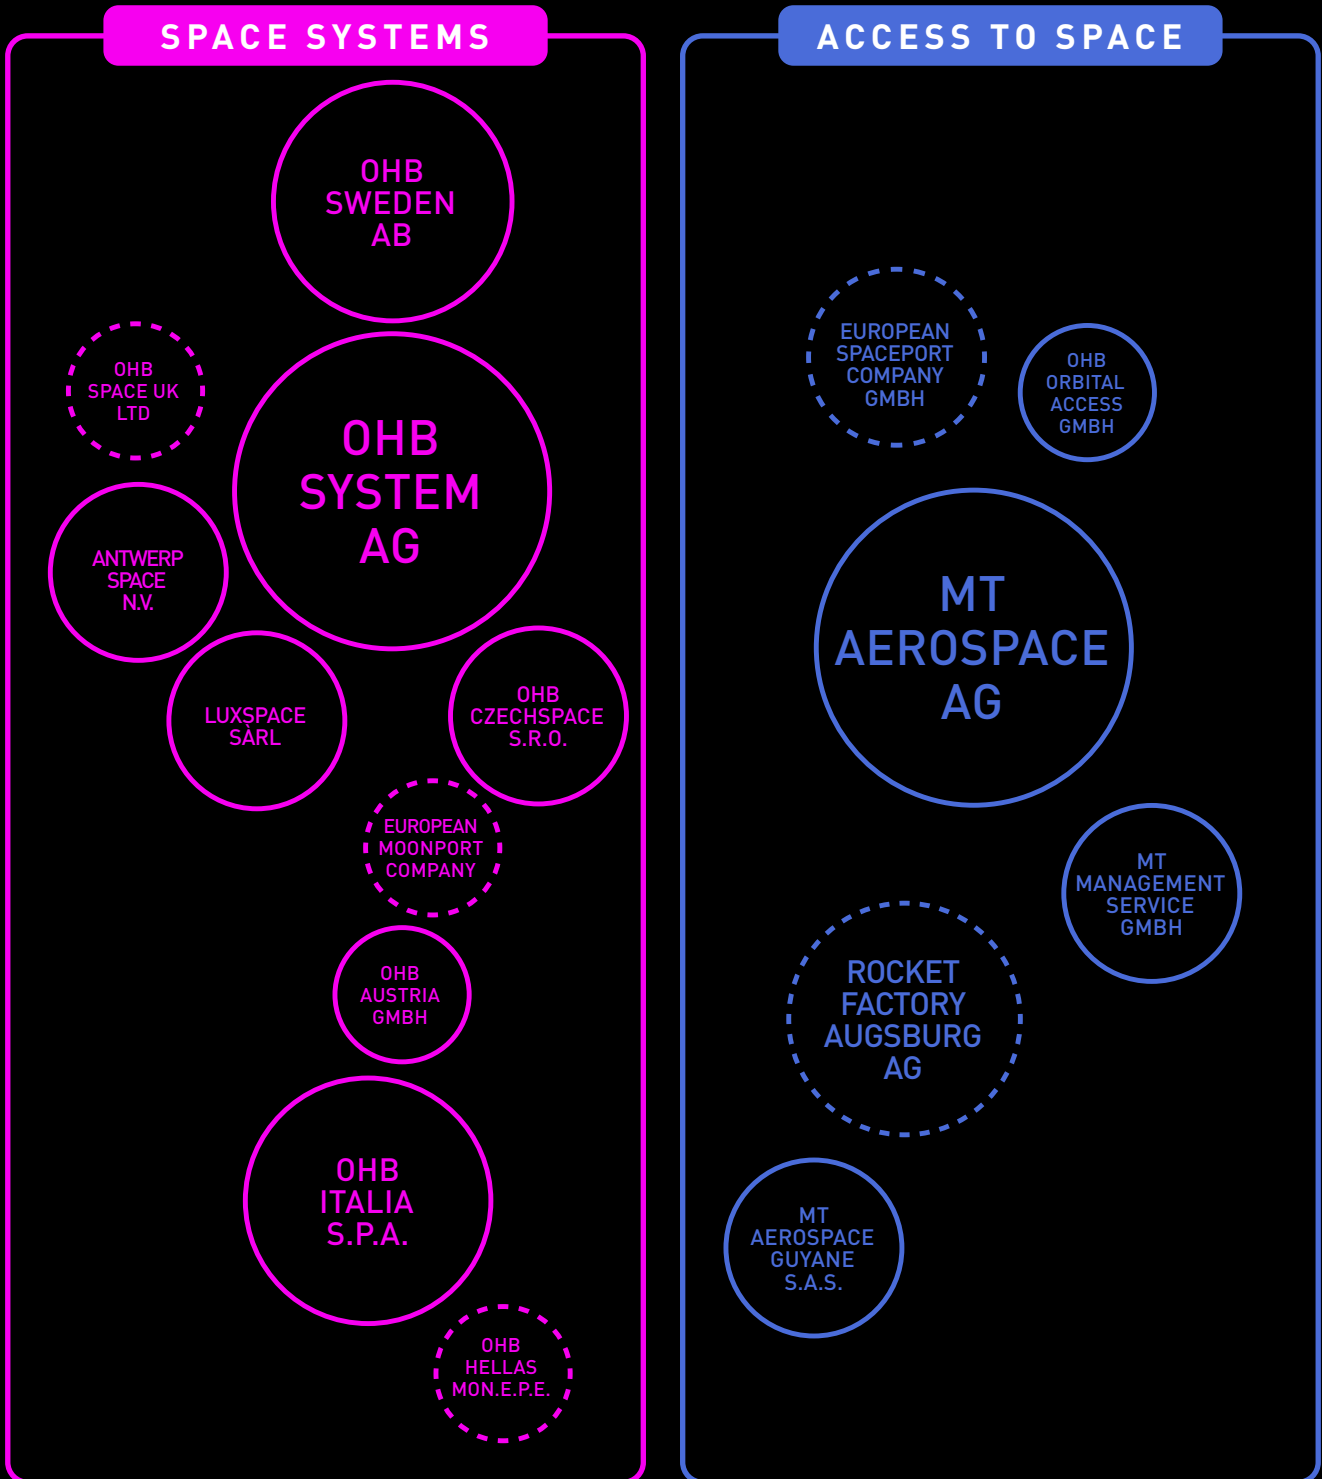 SPACE SYSTEMS
OHB
SWEDEN
AB
OHB
SPACE UK
LTD
OHB
SYSTEM
AG
ANTWERP
SPACE
N.V.
LUXSPACE
SÀRL
OHB
CZECHSPACE
S.R.O.
EUROPEAN
MOONPORT
COMPANY
OHB
AUSTRIA
GMBH
OHB
ITALIA
S.P.A.
OHB
HELLAS
MON.E.P.E.
ACCESS TO SPACE
EUROPEAN
SPACEPORT
COMPANY
GMBH
OHB
ORBITAL
ACCESS
GMBH
MT
AEROSPACE
AG
MT
MANAGEMENT
SERVICE
GMBH
ROCKET
FACTORY
AUGSBURG
AG
MT
AEROSPACE
GUYANE
S.A.S.